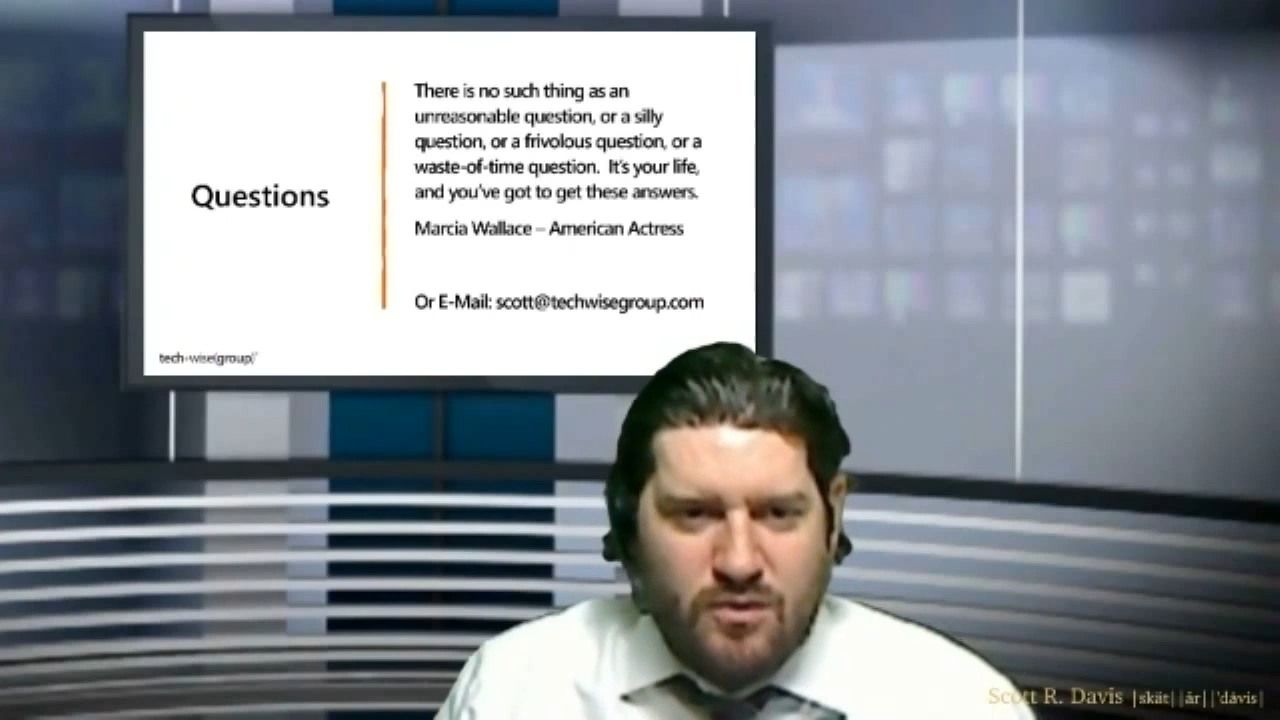 Questions
There is no such thing as an
unreasonable question, or a silly
question, or a frivolous question, or a
waste-of-time question.  It's your life,
and you've got to get these answers.
Marcia Wallace – American Actress
Or E-Mail: scott@techwisegroup.com
tech-wise(group)
Scott R. Davis |skät| |är| |'dāvis|